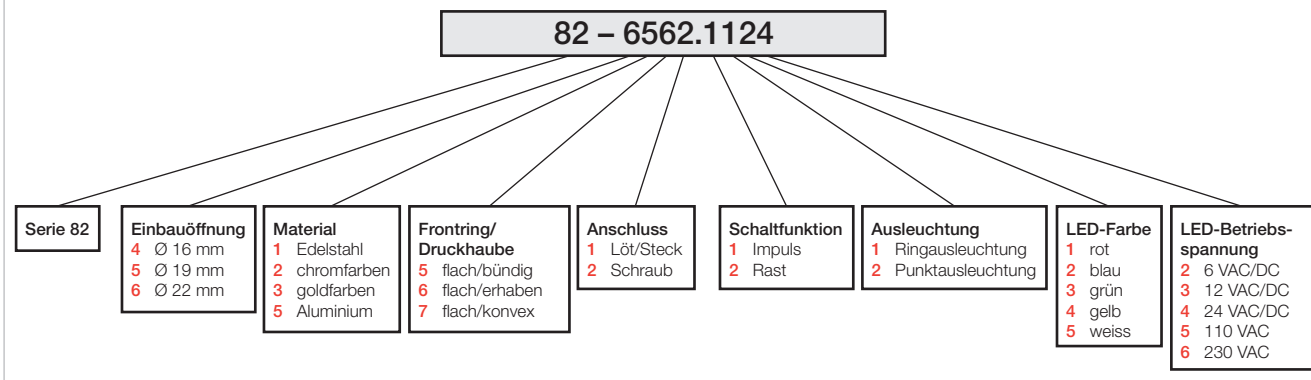 82 – 6562.1124
Serie 82
Einbauöffnung
4 Ø 16 mm
5 Ø 19 mm
6 Ø 22 mm
Material
1 Edelstahl
2 chromfarben
3 goldfarben
5 Aluminium
Frontring/
Druckhaube
5 flach/bündig
6 flach/erhaben
7 flach/konvex
Anschluss
1 Löt/Steck
2 Schraub
Schaltfunktion
1 Impuls
2 Rast
Ausleuchtung
1 Ringausleuchtung
2 Punktausleuchtung
LED-Farbe
1 rot
2 blau
3 grün
4 gelb
5 weiss
LED-Betriebs-
spannung
2 6 VAC/DC
3 12 VAC/DC
4 24 VAC/DC
5 110 VAC
6 230 VAC